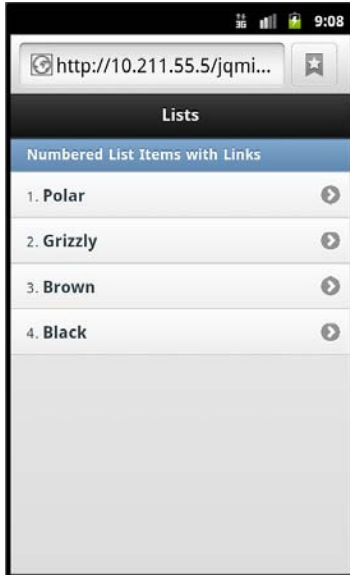 3G 9:08
http://10.211.55.5/jqmi...
Lists
Numbered List Items with Links
1. Polar
2. Grizzly
3. Brown
4. Black